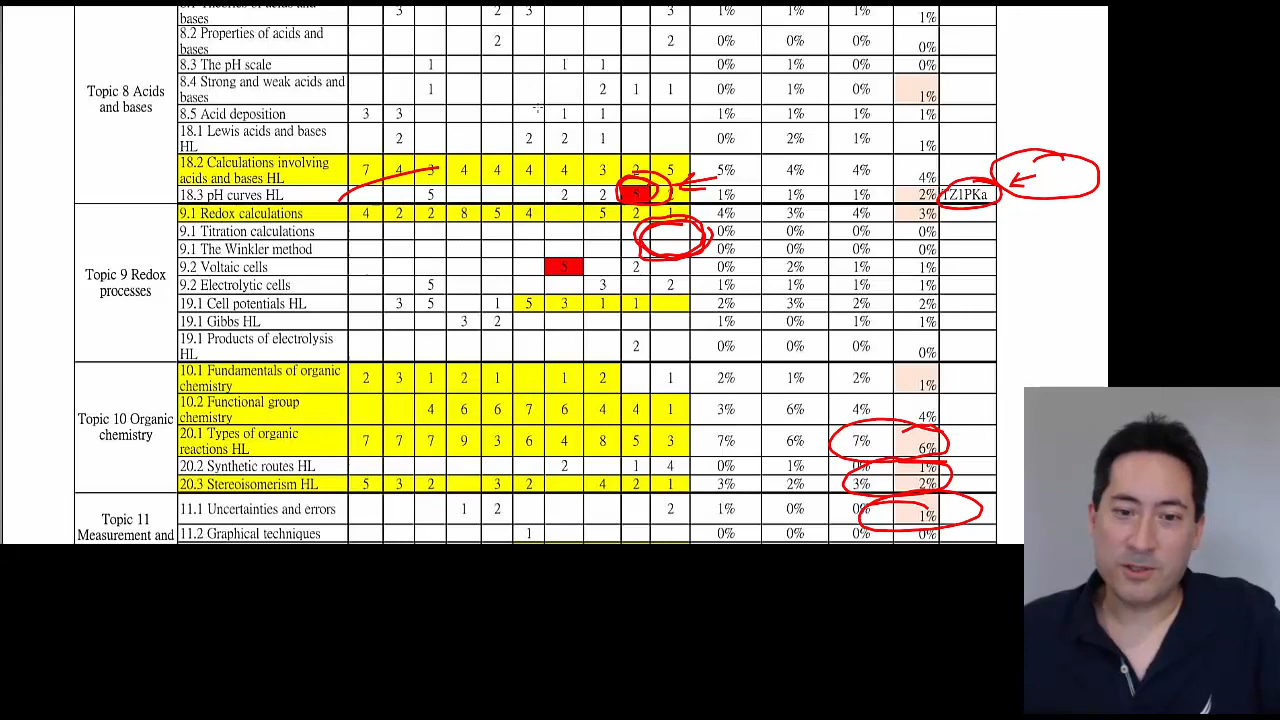 bases 3 2 3 3 1% 1% 1% 1%
Topic 8 Acids and bases
8.2 Properties of acids and bases 2 2 0% 0% 0% 0%
8.3 The pH scale 1 1 1 0% 1% 0% 0%
8.4 Strong and weak acids and bases 1 2 1 1 0% 1% 0% 1%
8.5 Acid deposition 3 3 1 1 1% 1% 1% 1%
18.1 Lewis acids and bases HL 2 2 2 1 0% 2% 1% 1%
18.2 Calculations involving acids and bases HL 7 4 3 4 4 4 4 3 2 5 5% 4% 4% 4%
18.3 pH curves HL 5 2 2 5 2 1% 1% 1% 2% TZ1PKa
Topic 9 Redox processes
9.1 Redox calculations 4 2 2 8 5 4 5 2 1 4% 3% 4% 3%
9.1 Titration calculations 0% 0% 0% 0%
9.1 The Winkler method 0% 0% 0% 0%
9.2 Voltaic cells 5 2 0% 2% 1% 1%
9.2 Electrolytic cells 5 3 2 1% 1% 1% 1%
19.1 Cell potentials HL 3 5 1 5 3 1 1 2% 3% 2% 2%
19.1 Gibbs HL 3 2 1% 0% 1% 1%
19.1 Products of electrolysis HL 2 0% 0% 0% 0%
Topic 10 Organic chemistry
10.1 Fundamentals of organic chemistry 2 3 1 2 1 1 2 1 2% 1% 2% 1%
10.2 Functional group chemistry 4 6 6 7 6 4 4 1 3% 6% 4% 4%
20.1 Types of organic reactions HL 7 7 7 9 3 6 4 8 5 3 7% 6% 7% 6%
20.2 Synthetic routes HL 2 1 4 0% 1% 0% 1%
20.3 Stereoisomerism HL 5 3 2 3 2 4 2 1 3% 2% 3% 2%
Topic 11 Measurement and
11.1 Uncertainties and errors 1 2 2 1% 0% 0% 1%
11.2 Graphical techniques 1 0% 0% 0% 0%